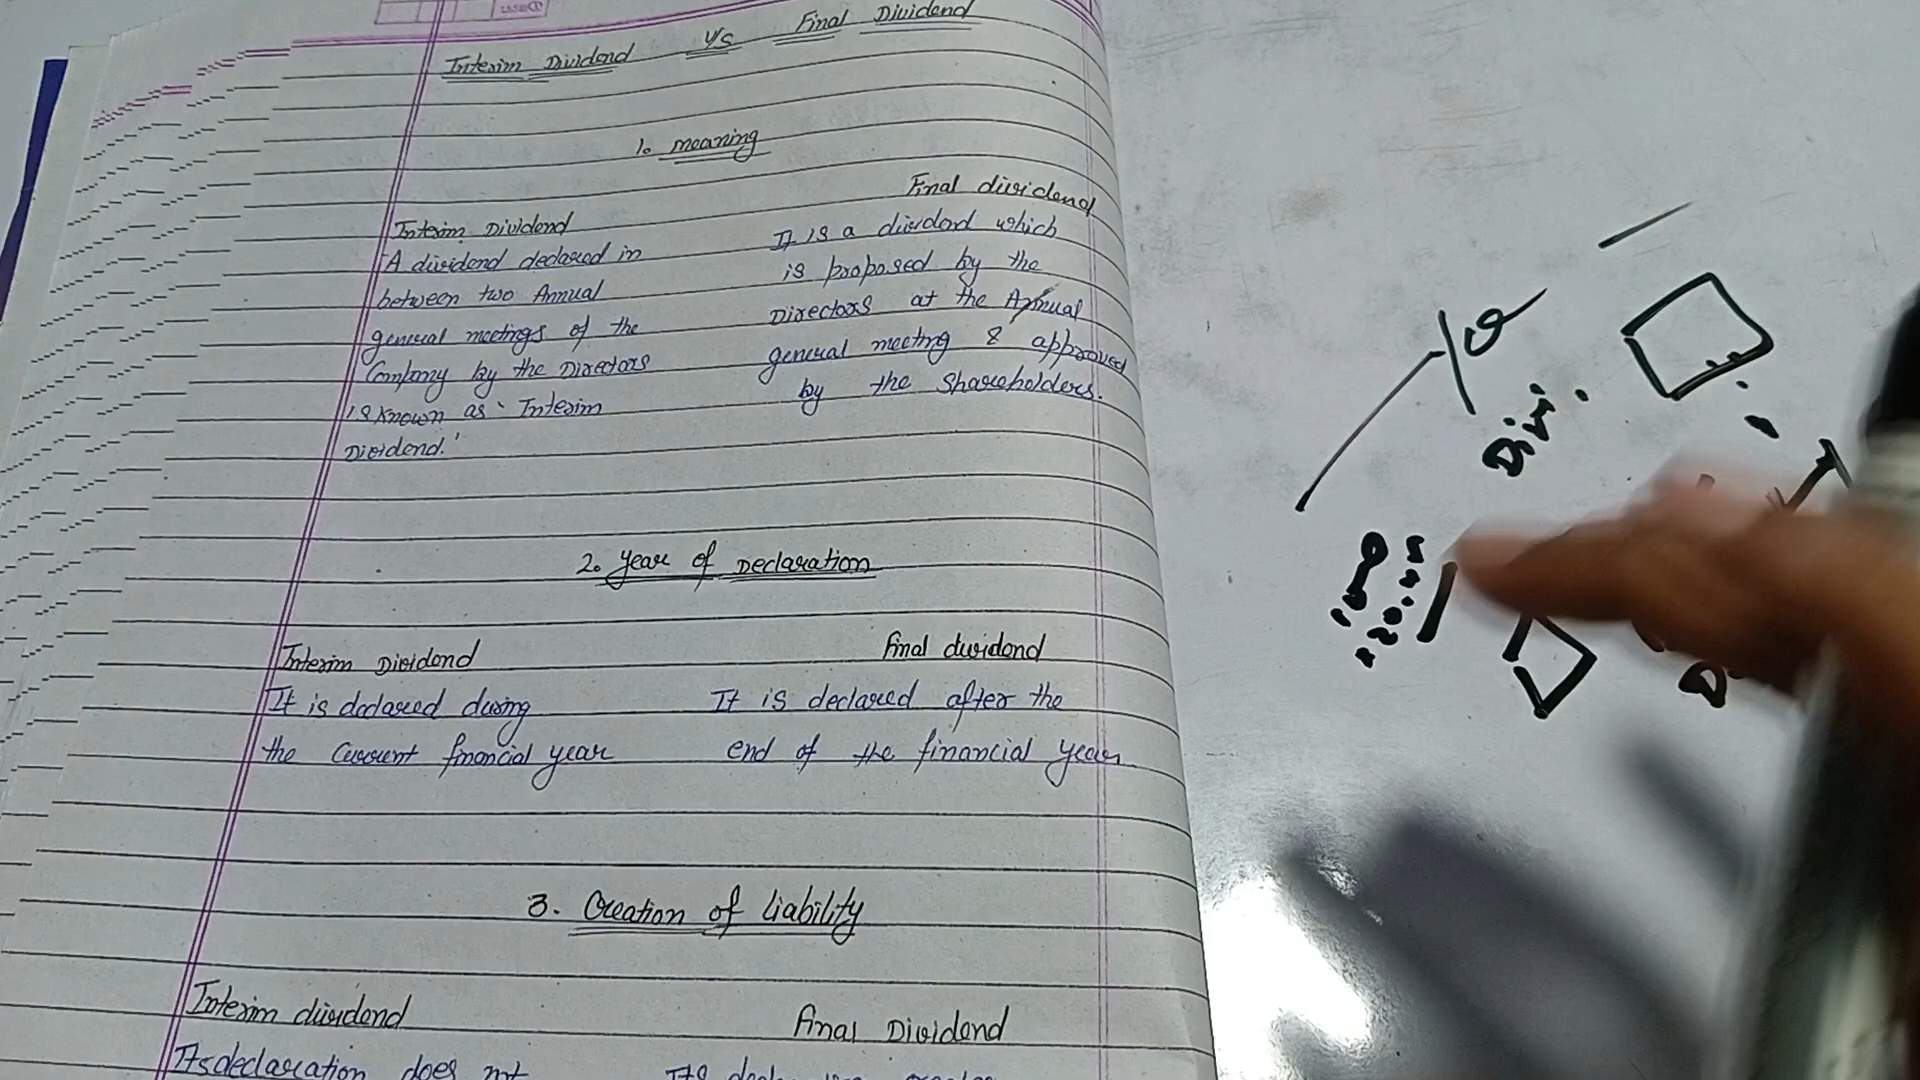 Interim Dividend V/S Final Dividend
1. Meaning
Interim Dividend
A dividend declared in
between two Annual
general meetings of the
Company by the Directors
is known as 'Interim
Dividend.'
Final dividend
It is a dividend which
is proposed by the
Directors at the Annual
general meeting & approved
by the Shareholders.
2. Year of Declaration
Interim Dividend
It is declared during
the Current financial year
Final dividend
It is declared after the
end of the financial year
3. Creation of liability
Interim dividend
Its declaration does not
Final Dividend
Divi.